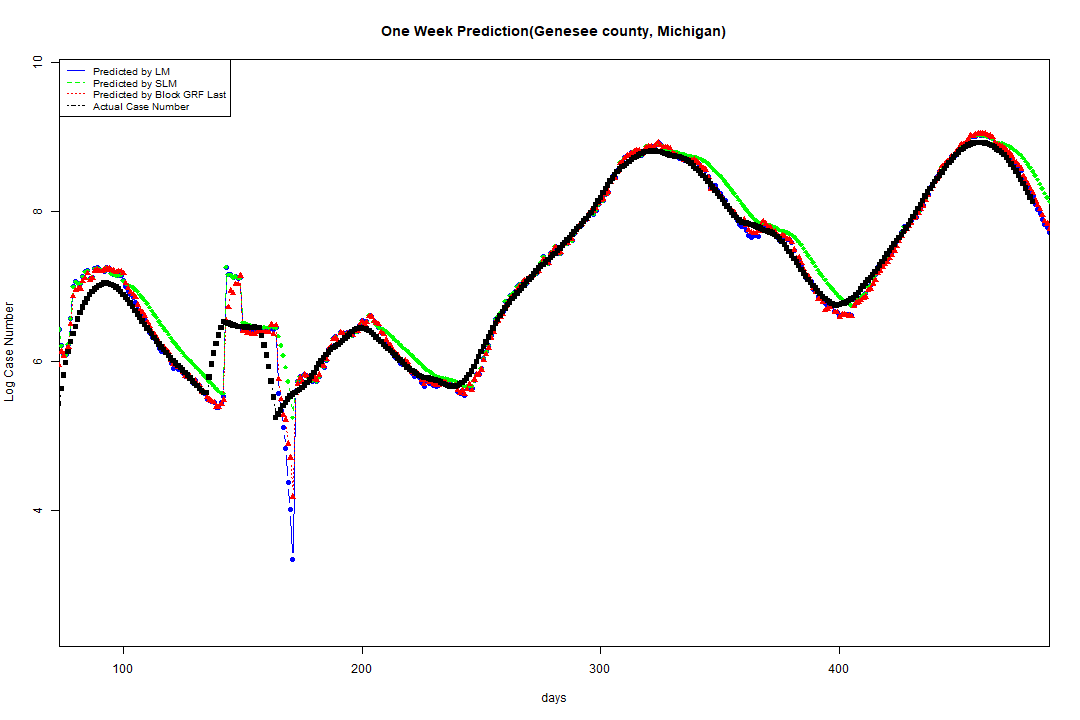 One Week Prediction(Genesee county, Michigan)
10
Predicted by LM
Predicted by SLM
Predicted by Block GRF Last
Actual Case Number
8
6
4
Log Case Number
100 200 300 400
days